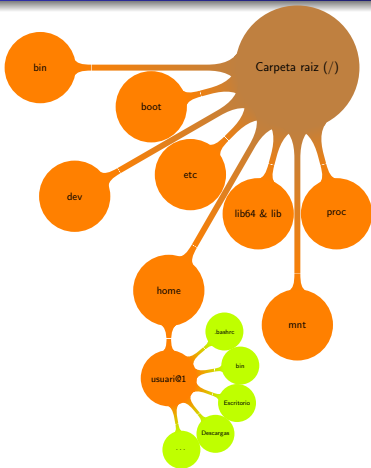 Carpeta raiz (/)
bin
boot
etc
dev
lib64 & lib
proc
home
mnt
usuari@1
.bashrc
bin
Escritorio
Descargas
...